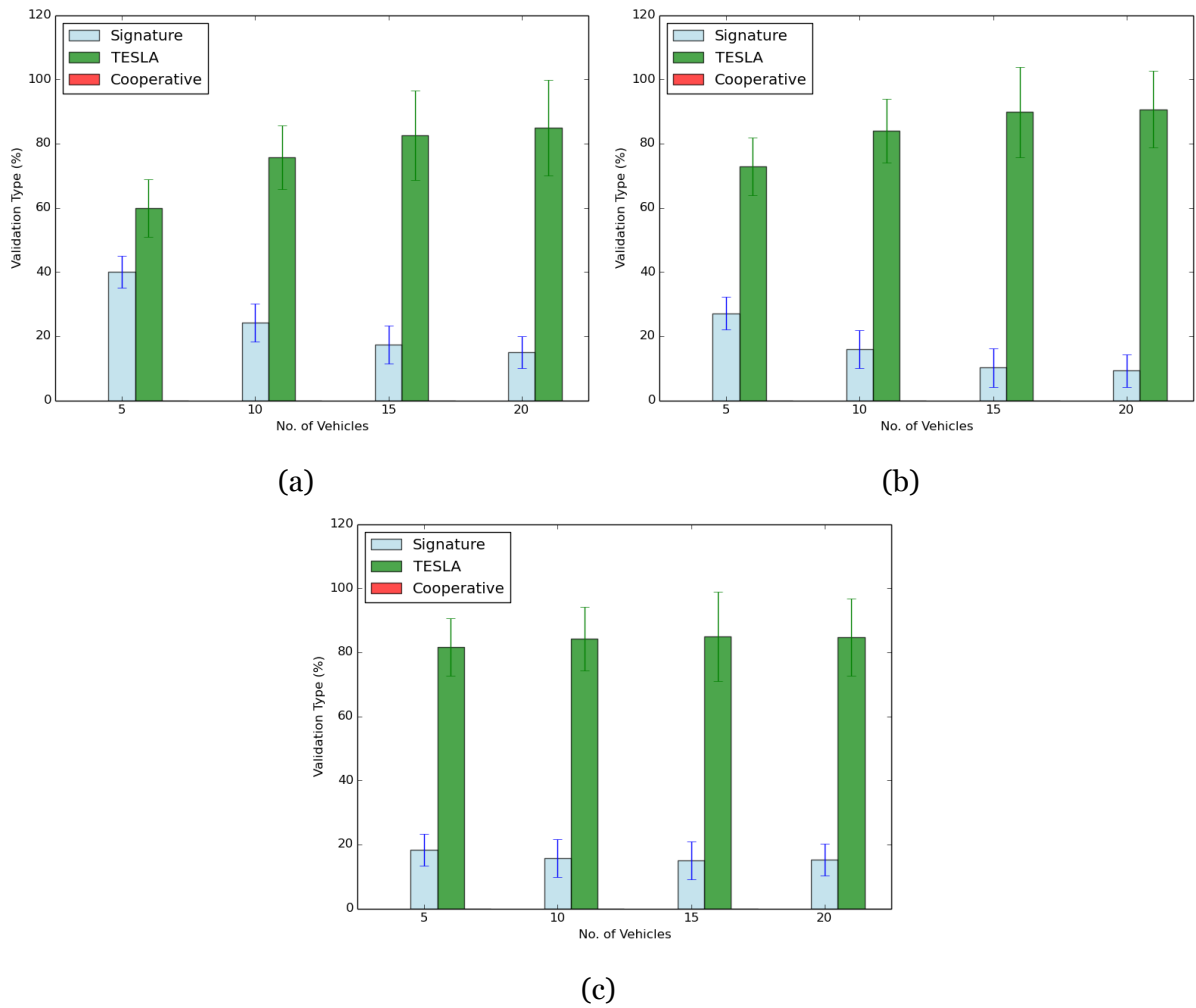 120
100
80
60
40
20
0
Validation Type (%)
Signature
TESLA
Cooperative
5 10 15 20
No. of Vehicles
(a)
120
100
80
60
40
20
0
Validation Type (%)
Signature
TESLA
Cooperative
5 10 15 20
No. of Vehicles
(b)
120
100
80
60
40
20
0
Validation Type (%)
Signature
TESLA
Cooperative
5 10 15 20
No. of Vehicles
(c)